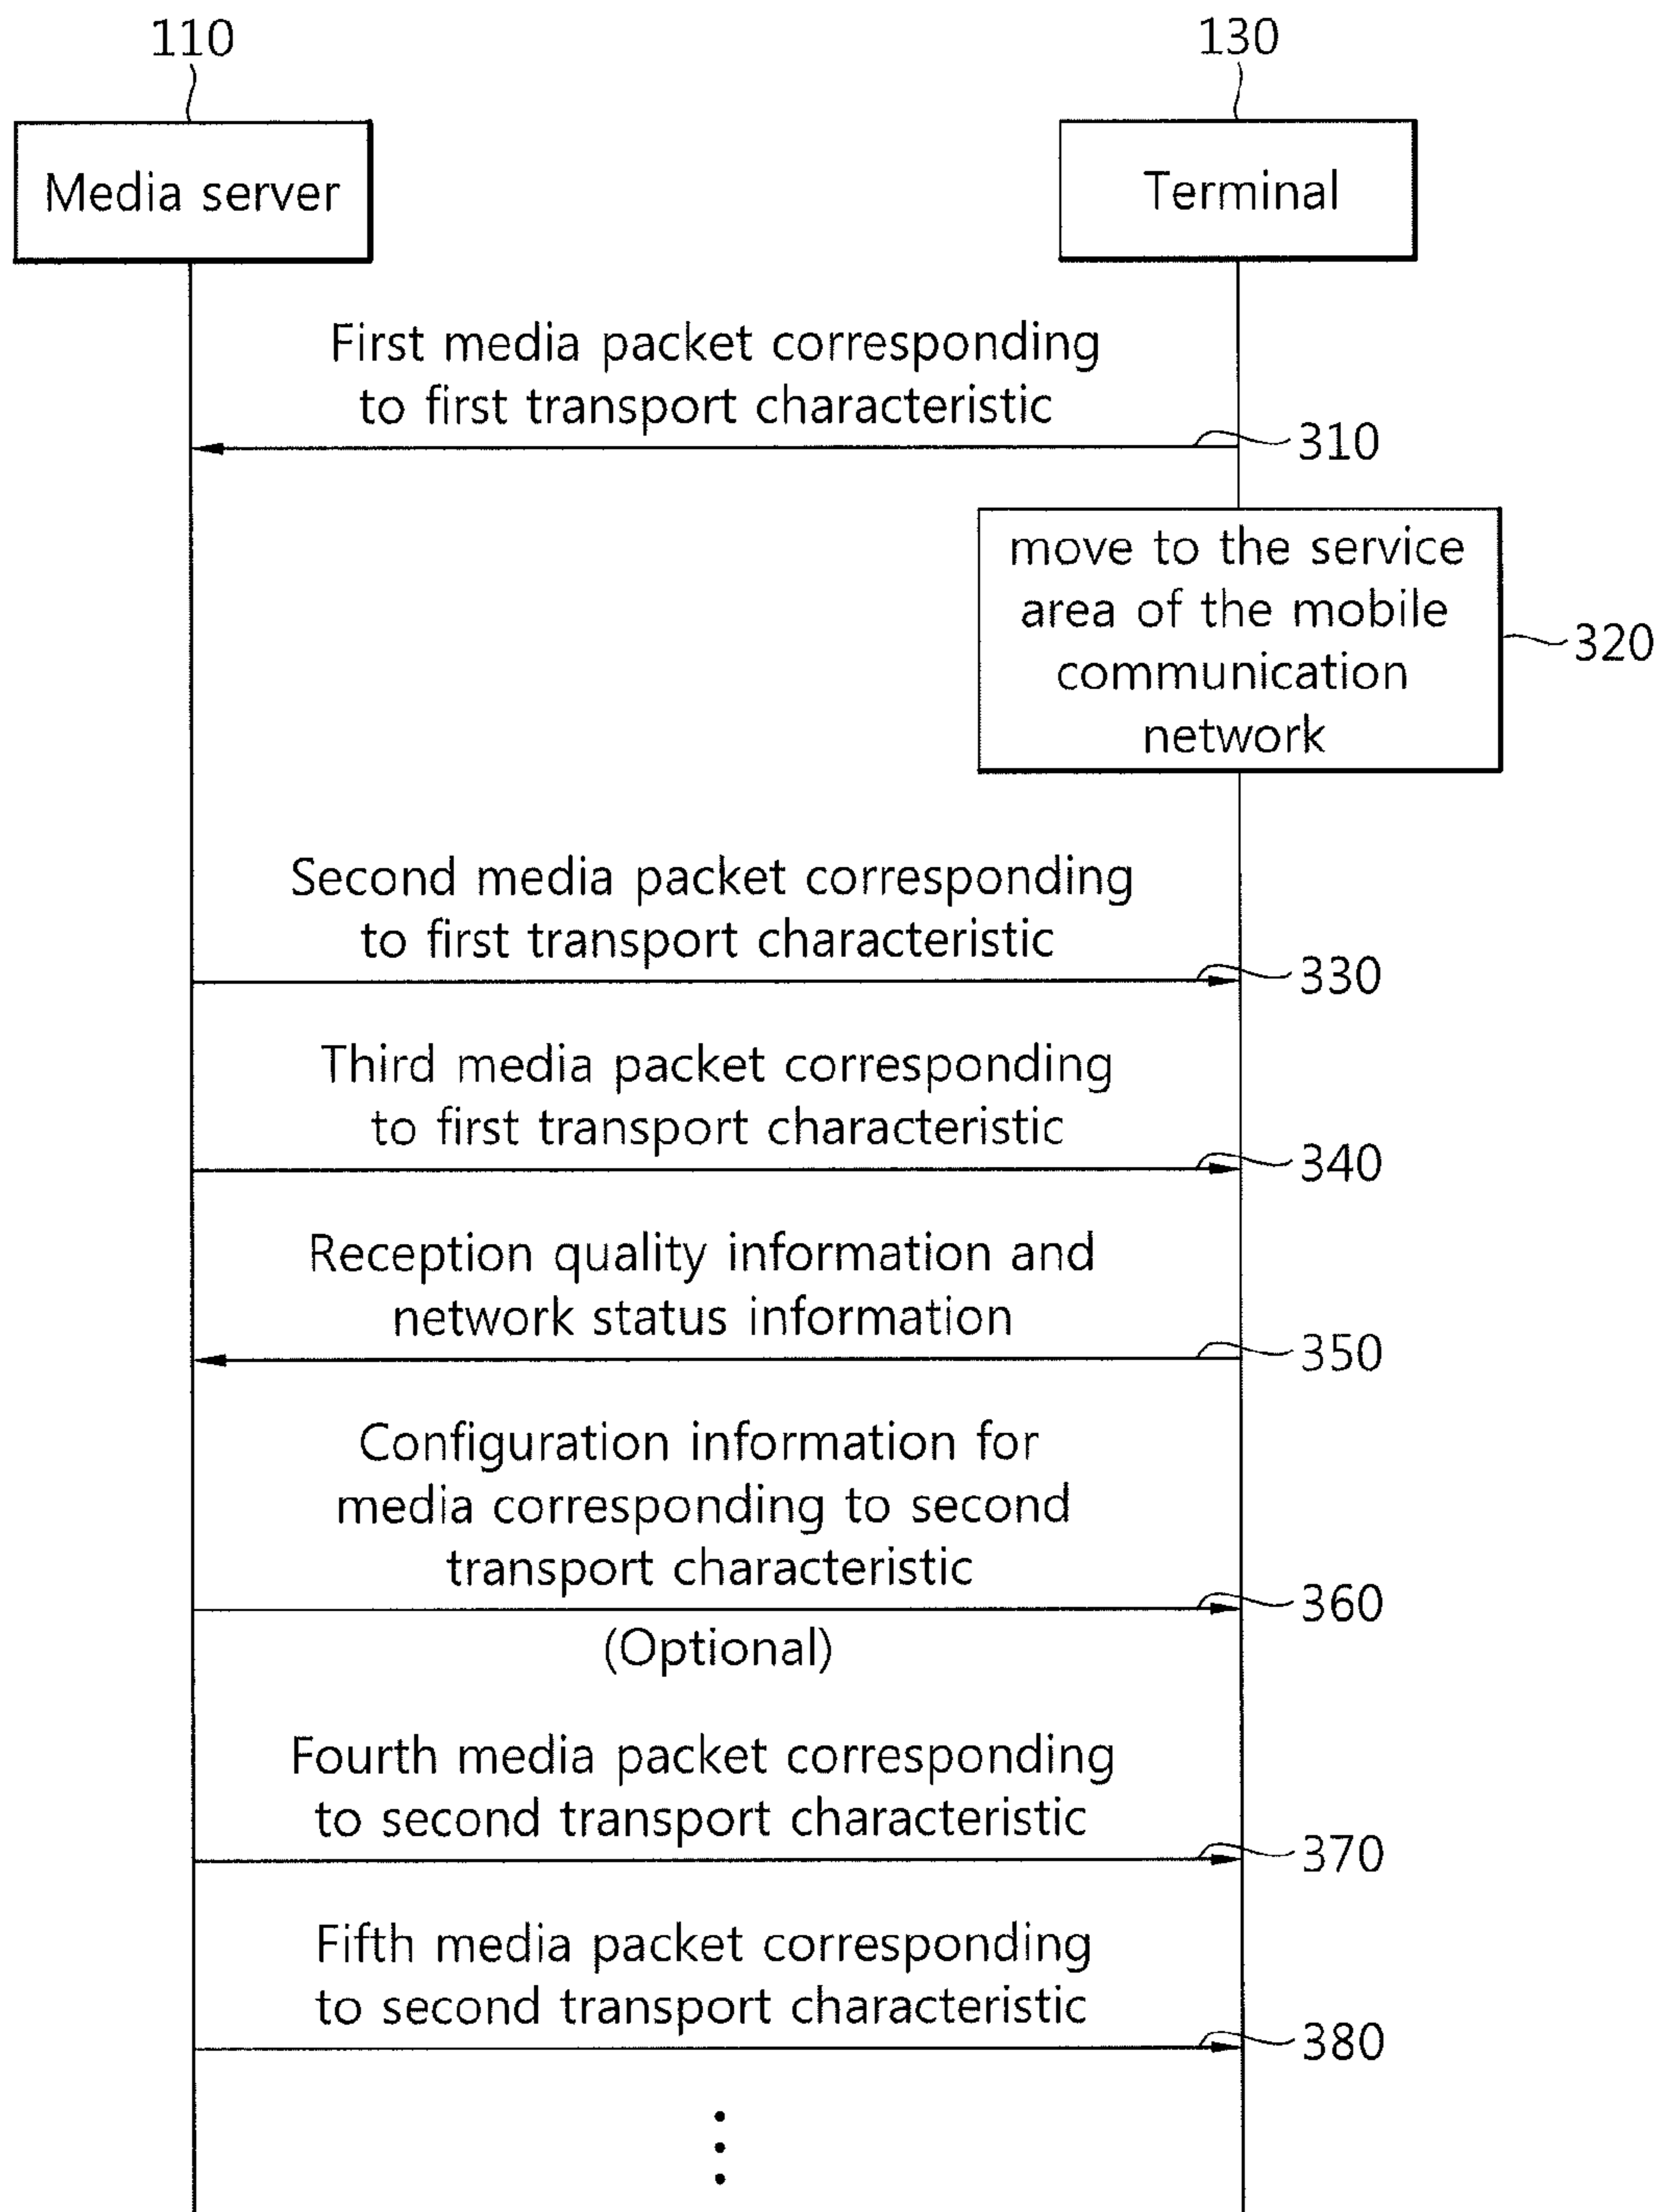 110
130
Media server
Terminal
First media packet corresponding
to first transport characteristic
310
move to the service
area of the mobile
communication
network
320
Second media packet corresponding
to first transport characteristic
330
Third media packet corresponding
to first transport characteristic
340
Reception quality information and
network status information
350
Configuration information for
media corresponding to second
transport characteristic
360
(Optional)
Fourth media packet corresponding
to second transport characteristic
370
Fifth media packet corresponding
to second transport characteristic
380